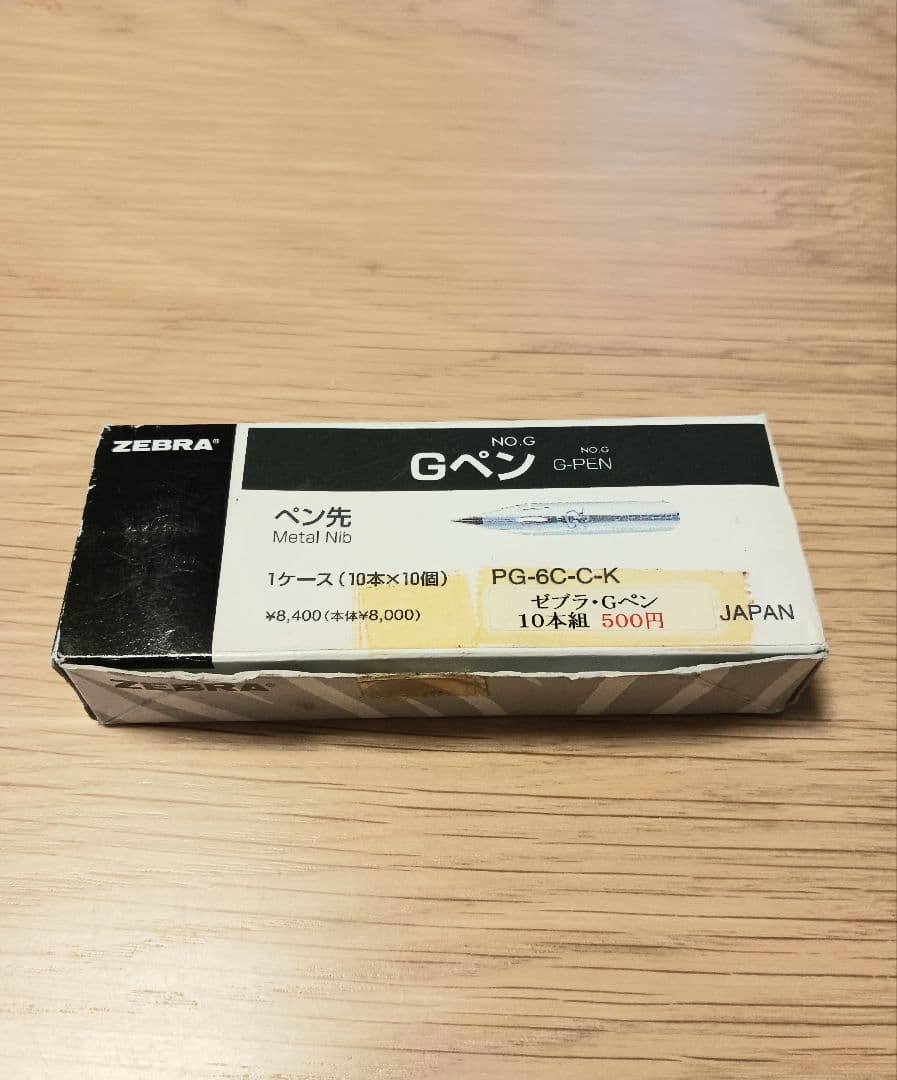 ZEBRA®
NO.G
Gペン
NO.G
G-PEN
ペン先
Metal Nib
1ケース(10本×10個)
PG-6C-C-K
¥8,400(本体¥8,000)
ゼブラ・Gペン
10本組 500円
JAPAN
ZEBRA®